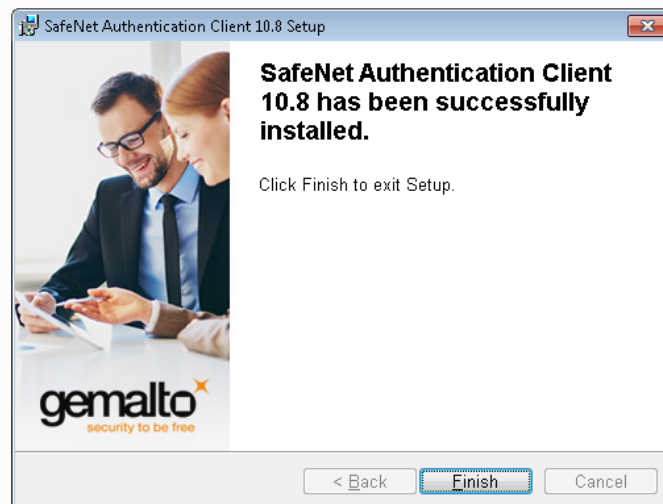 SafeNet Authentication Client 10.8 Setup
SafeNet Authentication Client
10.8 has been successfully
installed.
Click Finish to exit Setup.
gemalto
security to be free
< Back
Finish
Cancel